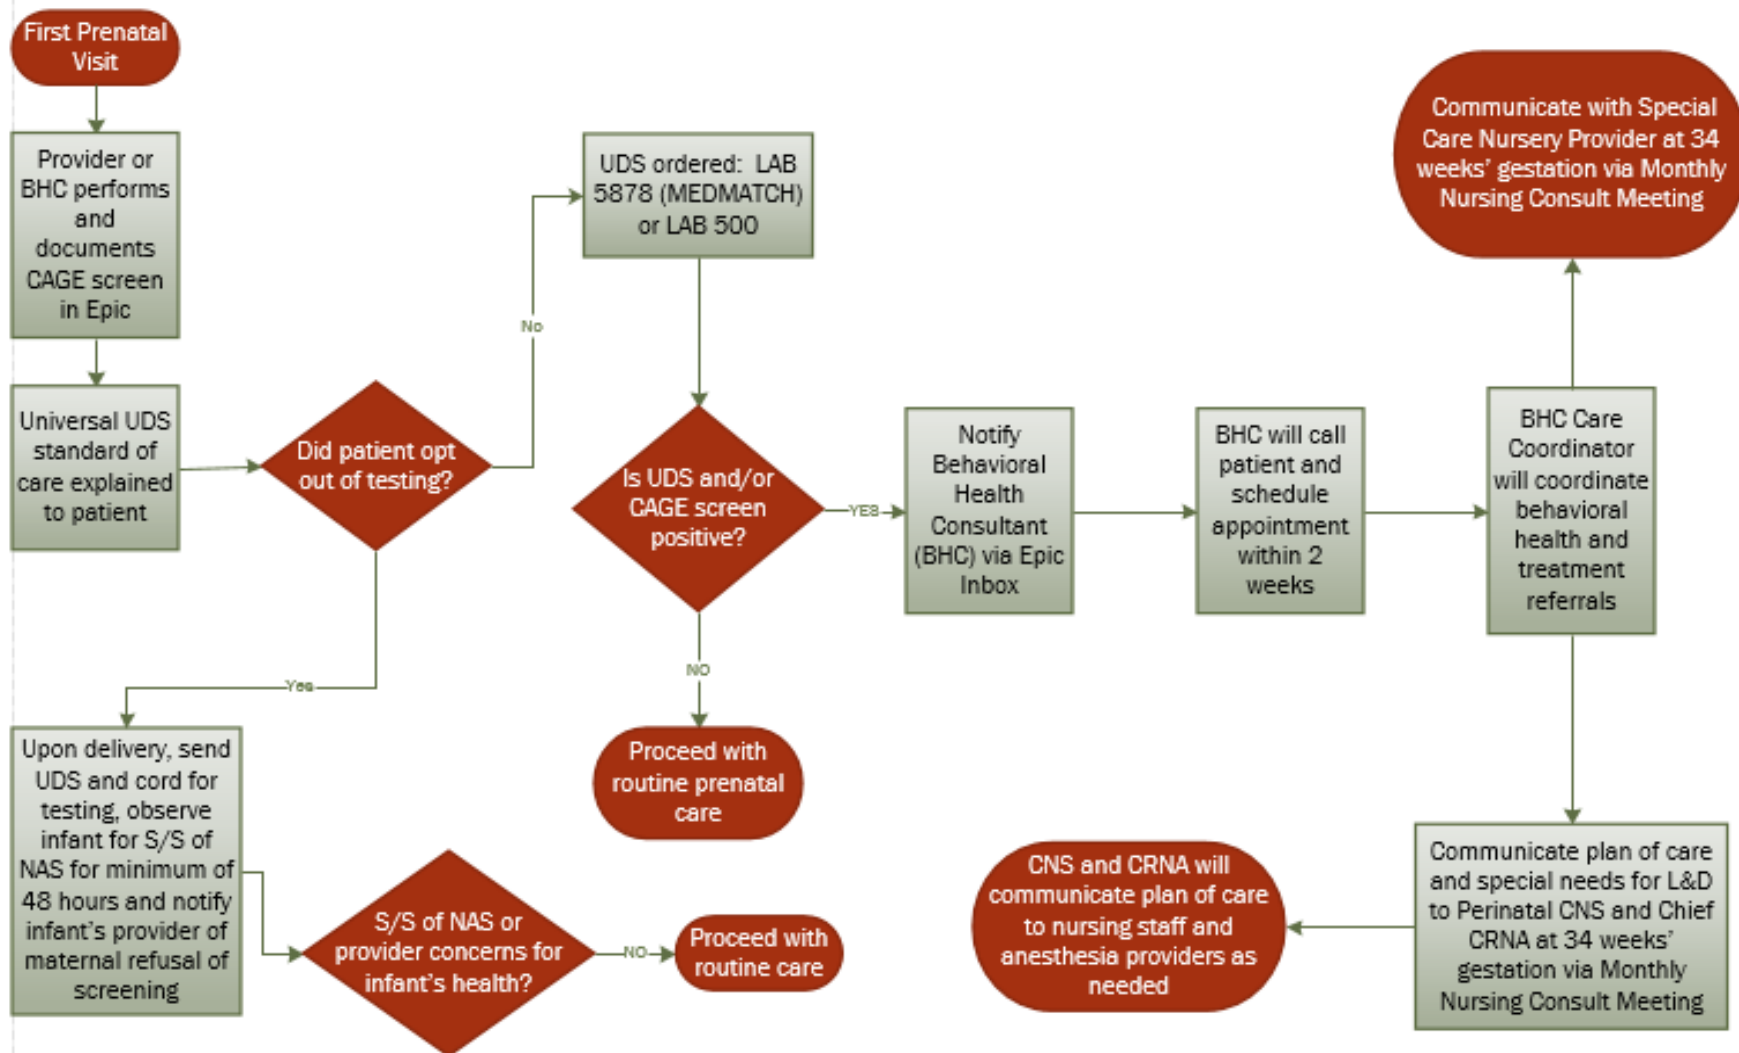 First Prenatal
Visit
Provider or
BHC performs
and
documents
CAGE screen
in Epic
Universal UDS
standard of
care explained
to patient
Did patient opt
out of testing?
No
Yes
UDS ordered: LAB
5878 (MEDMATCH)
or LAB 500
Is UDS and/or
CAGE screen
positive?
YES
NO
Proceed with
routine prenatal
care
Notify
Behavioral
Health
Consultant
(BHC) via Epic
Inbox
BHC will call
patient and
schedule
appointment
within 2
weeks
BHC Care
Coordinator
will coordinate
behavioral
health and
treatment
referrals
Communicate with Special
Care Nursery Provider at 34
weeks' gestation via Monthly
Nursing Consult Meeting
Communicate plan of care
and special needs for L&D
to Perinatal CNS and Chief
CRNA at 34 weeks'
gestation via Monthly
Nursing Consult Meeting
CNS and CRNA will
communicate plan of care
to nursing staff and
anesthesia providers as
needed
Upon delivery, send
UDS and cord for
testing, observe
infant for S/S of
NAS for minimum of
48 hours and notify
infant's provider of
maternal refusal of
screening
S/S of NAS or
provider concerns for
infant's health?
NO
Proceed with
routine care